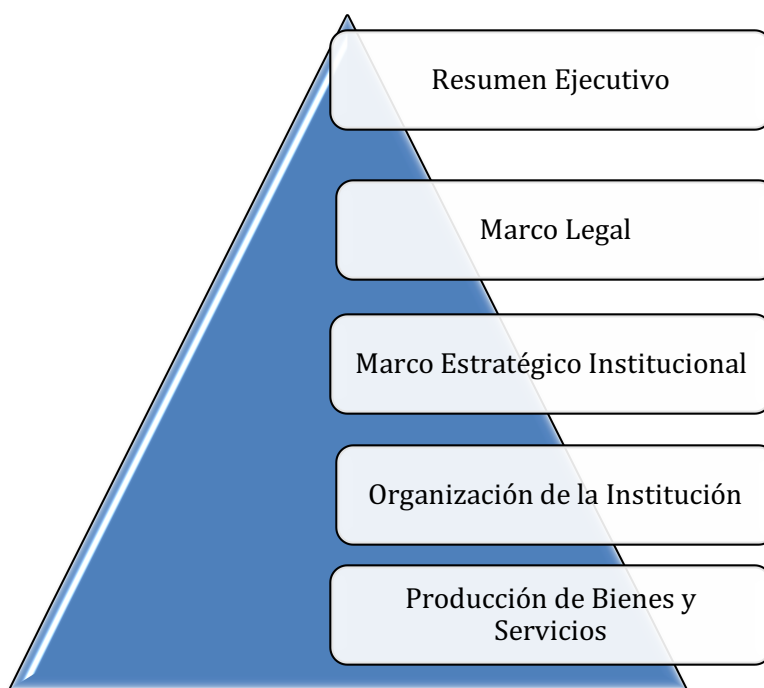 Resumen Ejecutivo
Marco Legal
Marco Estratégico Institucional
Organización de la Institución
Producción de Bienes y
Servicios